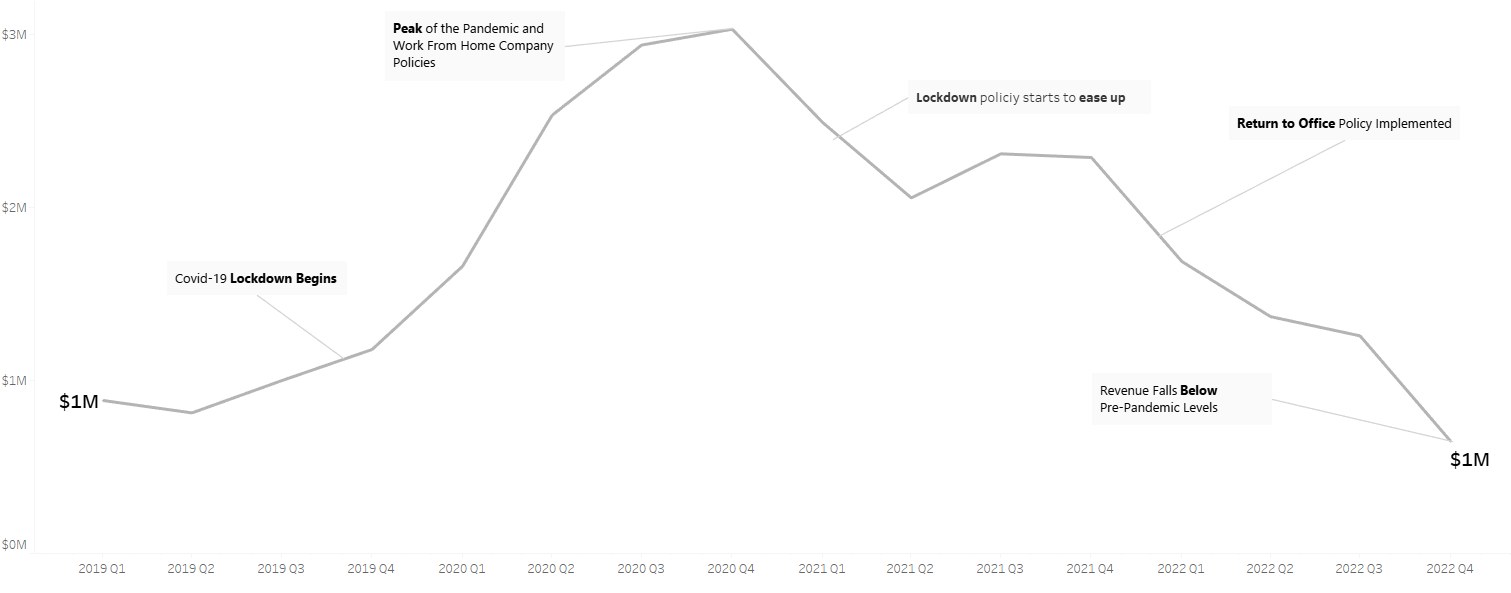 $3M
Peak of the Pandemic and
Work From Home Company
Policies
Lockdown policiy starts to ease up
Return to Office Policy Implemented
$2M
Covid-19 Lockdown Begins
$1M
$1M
Revenue Falls Below
Pre-Pandemic Levels
$1M
$0M
2019 Q1 2019 Q2 2019 Q3 2019 Q4 2020 Q1 2020 Q2 2020 Q3 2020 Q4 2021 Q1 2021 Q2 2021 Q3 2021 Q4 2022 Q1 2022 Q2 2022 Q3 2022 Q4